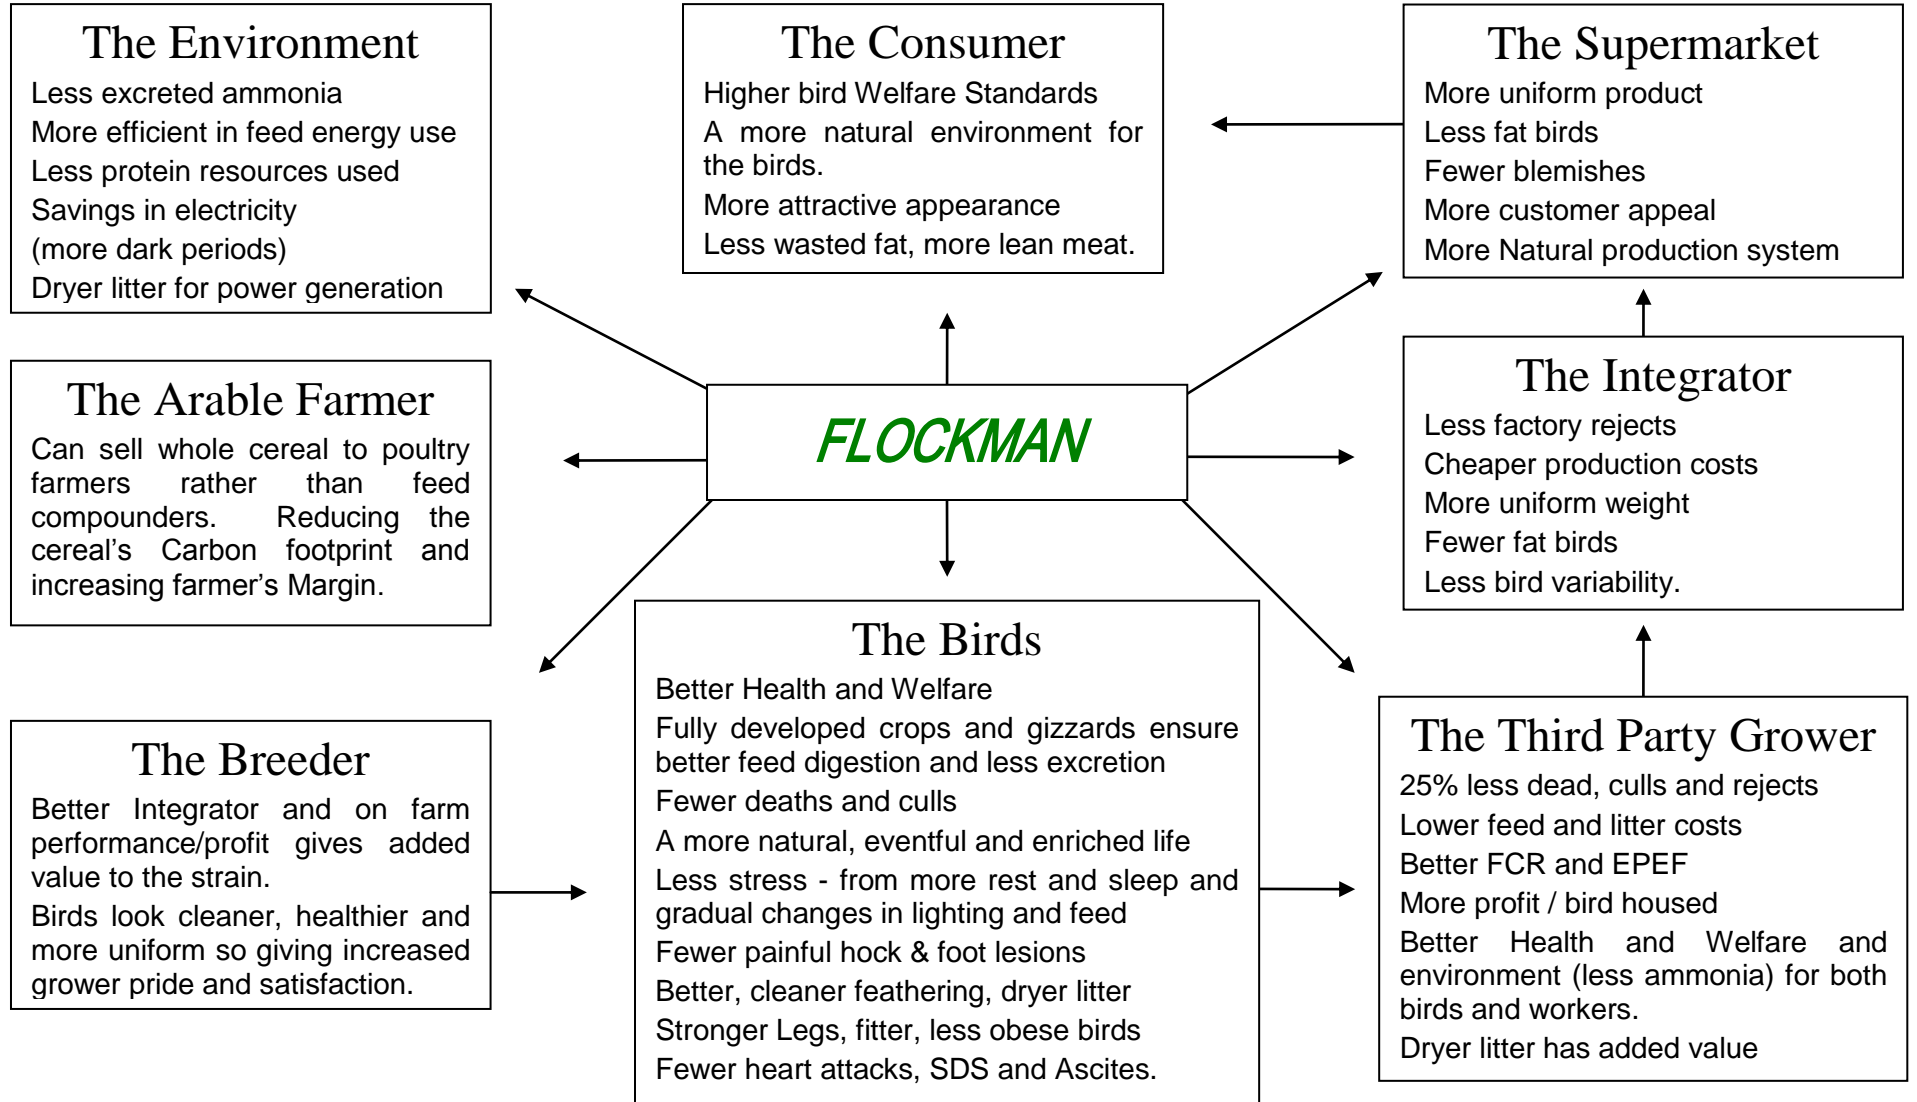 The Environment
Less excreted ammonia
More efficient in feed energy use
Less protein resources used
Savings in electricity
(more dark periods)
Dryer litter for power generation
The Consumer
Higher bird Welfare Standards
A more natural environment for
the birds.
More attractive appearance
Less wasted fat, more lean meat.
The Supermarket
More uniform product
Less fat birds
Fewer blemishes
More customer appeal
More Natural production system
The Arable Farmer
Can sell whole cereal to poultry
farmers rather than feed
compounders. Reducing the
cereal's Carbon footprint and
increasing farmer's Margin.
FLOCKMAN
The Integrator
Less factory rejects
Cheaper production costs
More uniform weight
Fewer fat birds
Less bird variability.
The Breeder
Better Integrator and on farm
performance/profit gives added
value to the strain.
Birds look cleaner, healthier and
more uniform so giving increased
grower pride and satisfaction.
The Birds
Better Health and Welfare
Fully developed crops and gizzards ensure
better feed digestion and less excretion
Fewer deaths and culls
A more natural, eventful and enriched life
Less stress - from more rest and sleep and
gradual changes in lighting and feed
Fewer painful hock & foot lesions
Better, cleaner feathering, dryer litter
Stronger Legs, fitter, less obese birds
Fewer heart attacks, SDS and Ascites.
The Third Party Grower
25% less dead, culls and rejects
Lower feed and litter costs
Better FCR and EPEF
More profit / bird housed
Better Health and Welfare and
environment (less ammonia) for both
birds and workers.
Dryer litter has added value